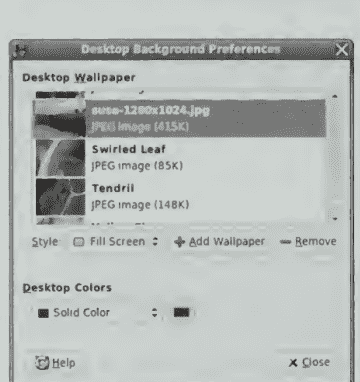 Desktop Background Preferences
Desktop Wallpaper
suse-1280x1024.jpg
JPEG image (415K)
Swirled Leaf
JPEG image (85K)
Tendril
JPEG image (148K)
Style: Fill Screen Add Wallpaper Remove
Desktop Colors
Solid Color
Help Close